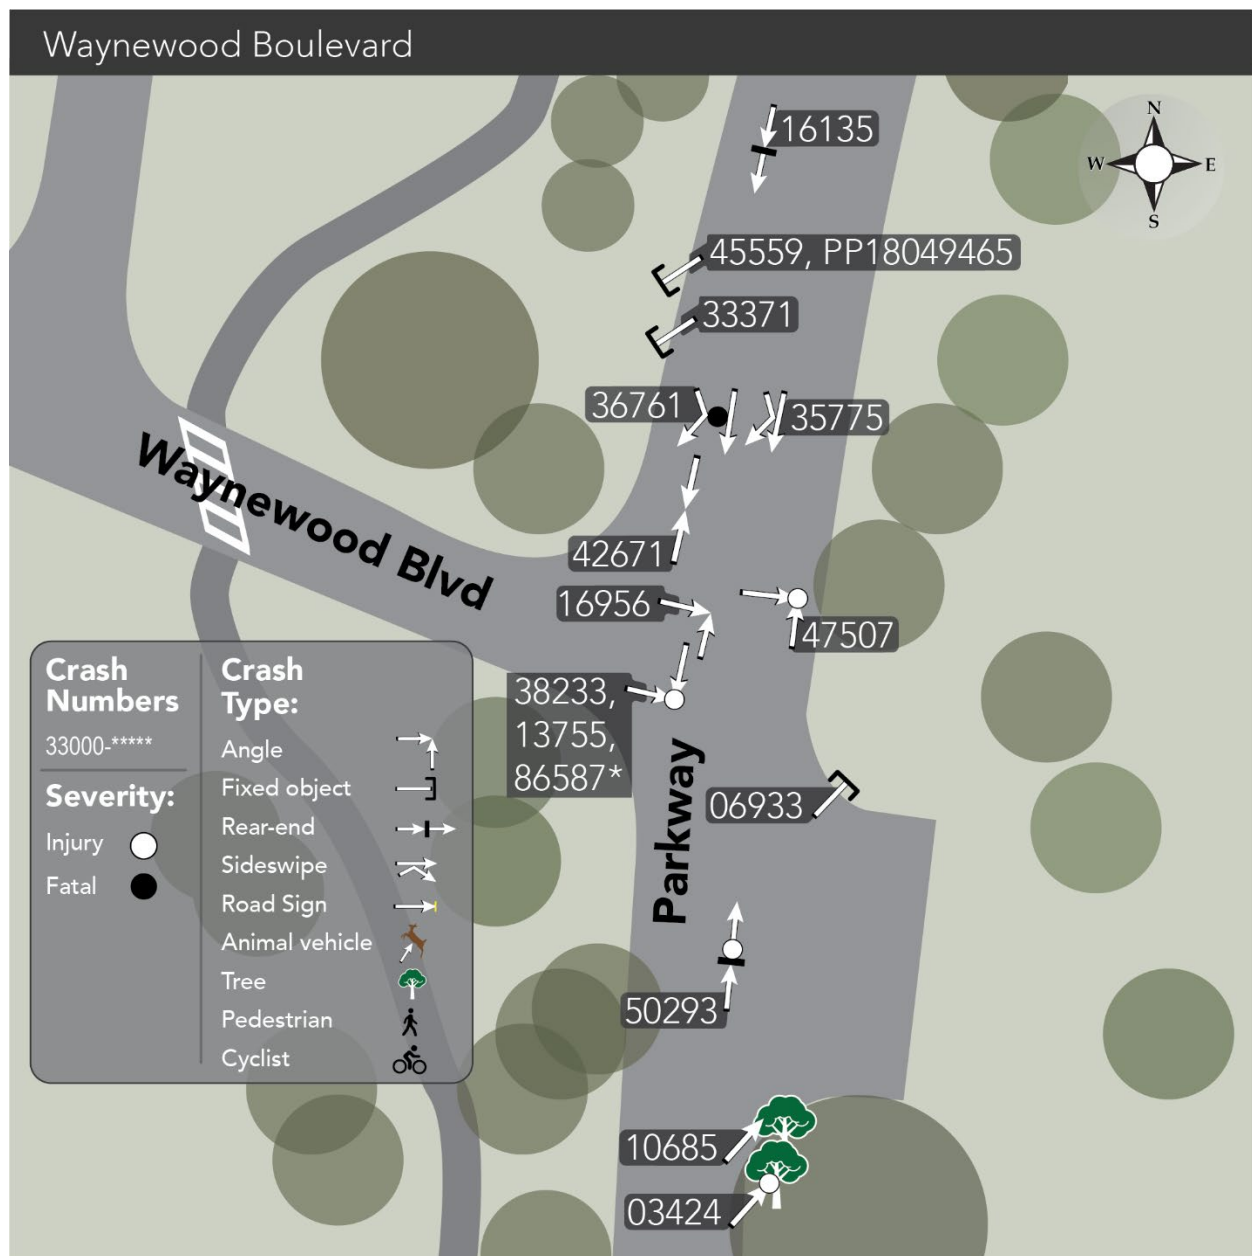 Waynewood Boulevard
N
W
E
S
16135
45559, PP18049465
33371
36761
35775
42671
16956
47507
38233,
13755,
86587*
06933
50293
10685
03424
Waynewood Blvd
Parkway
Crash
Numbers
33000-*****
Severity:
Injury
Fatal
Crash
Type:
Angle
Fixed object
Rear-end
Sideswipe
Road Sign
Animal vehicle
Tree
Pedestrian
Cyclist